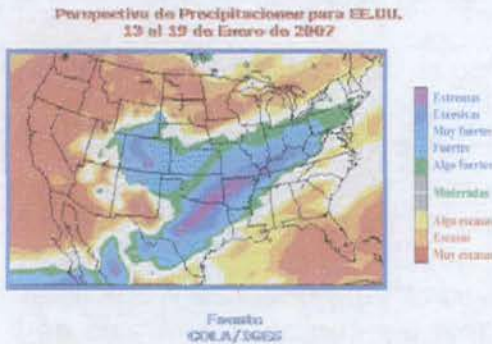 Perspectiva de Precipitaciones para EE.UU.
13 al 19 de Enero de 2007
Extremas
Excesivas
Muy fuertes
Fuertes
Algo fuertes
Moderadas
Algo escasas
Escasas
Muy escasas
Fuente:
COLA/IGES